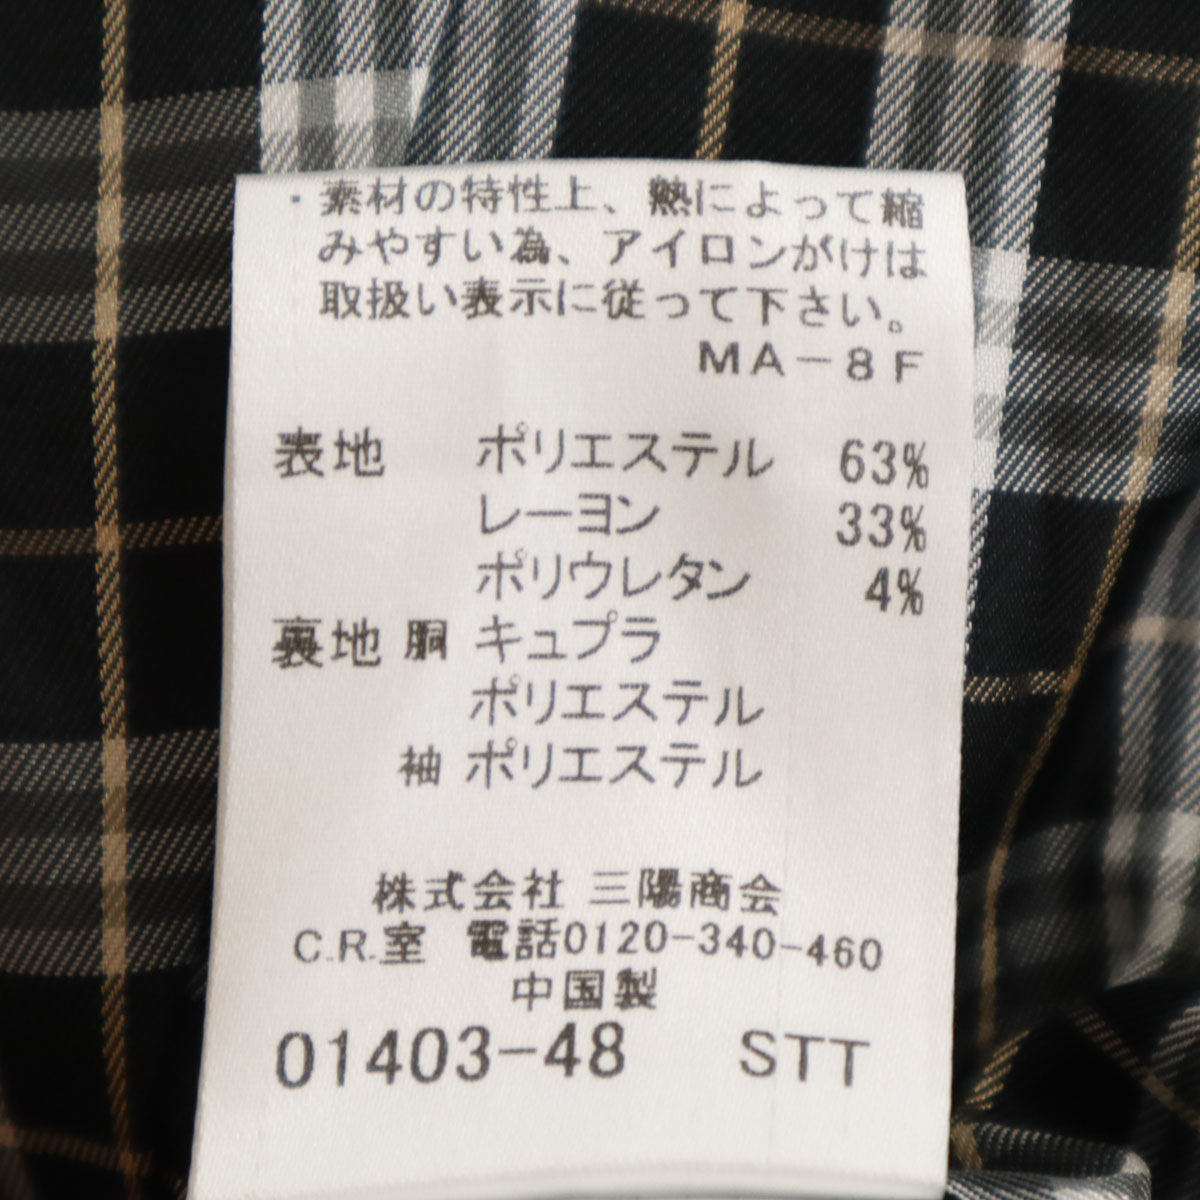 ・素材の特性上、熱によって縮
みやすい為、アイロンがけは
取扱い表示に従って下さい。
MA-8F
表地 ポリエステル 63%
レーヨン 33%
ポリウレタン 4%
裏地 胴 キュプラ
ポリエステル
袖 ポリエステル
株式会社 三陽商会
C.R.室 電話0120-340-460
中国製
01403-48 STT